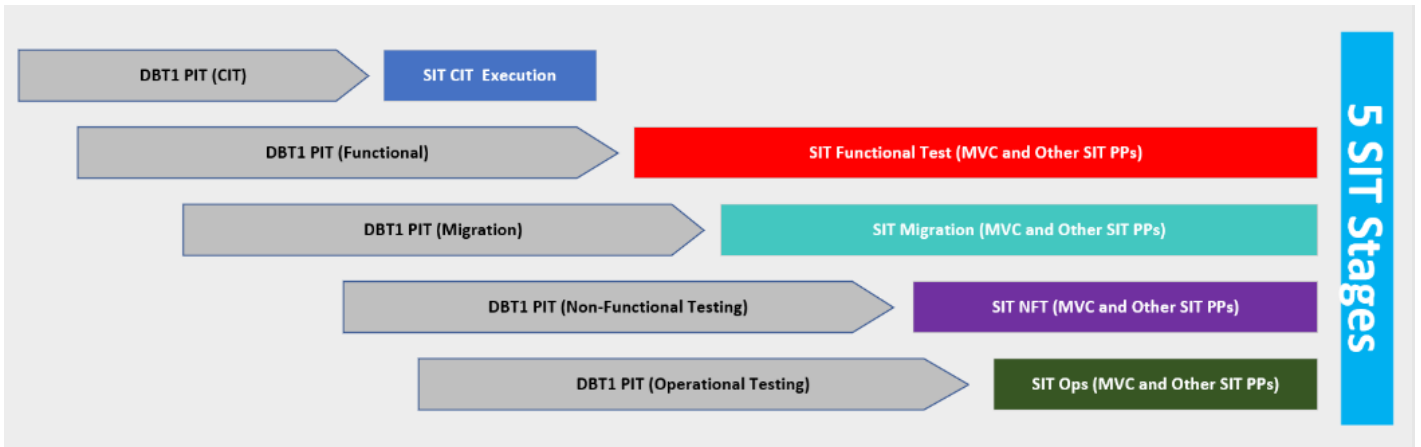 DBT1 PIT (CIT)
SIT CIT Execution
DBT1 PIT (Functional)
SIT Functional Test (MVC and Other SIT PPs)
DBT1 PIT (Migration)
SIT Migration (MVC and Other SIT PPs)
DBT1 PIT (Non-Functional Testing)
SIT NFT (MVC and Other SIT PPs)
DBT1 PIT (Operational Testing)
SIT Ops (MVC and Other SIT PPs)
5 SIT Stages